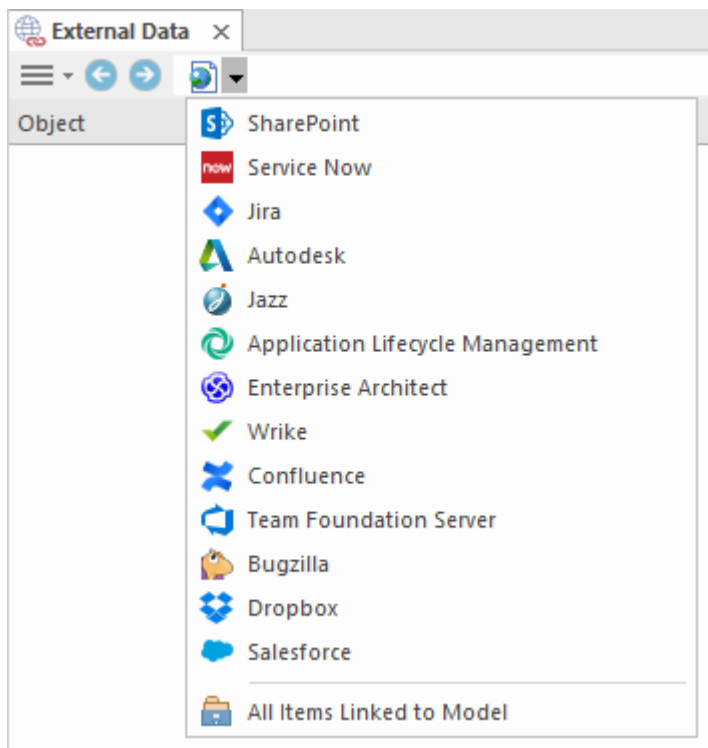 External Data
Object
SharePoint
now Service Now
Jira
Autodesk
Jazz
Application Lifecycle Management
Enterprise Architect
Wrike
Confluence
Team Foundation Server
Bugzilla
Dropbox
Salesforce
All Items Linked to Model